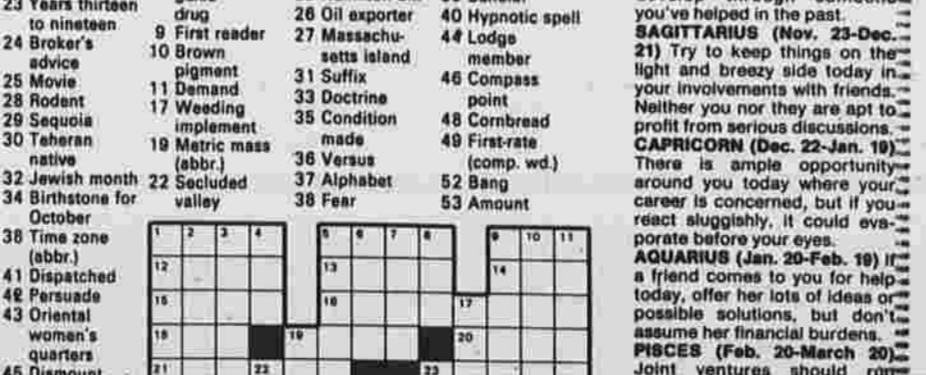 23 Years thirteen
to nineteen
24 Broker's
advice
25 Movie
28 Rodent
29 Sequoia
30 Teheran
native
32 Jewish month
34 Birthstone for
October
38 Time zone
(abbr.)
41 Dispatched
42 Persuade
43 Oriental
women's
quarters
45 Dismount
drug
9 First reader
10 Brown
pigment
11 Demand
17 Weeding
implement
19 Metric mass
(abbr.)
22 Secluded
valley
26 Oil exporter
27 Massachu-
setts island
31 Suffix
33 Doctrine
35 Condition
made
36 Versus
37 Alphabet
38 Fear
40 Hypnotic spell
44 Lodge
member
46 Compass
point
48 Cornbread
49 First-rate
(comp. wd.)
52 Bang
53 Amount
1 2 3 4 5 6 7 8 9 10 11
12 13 14
15 16 17
18 19 20
21 22 23
you've helped in the past.
SAGITTARIUS (Nov. 23-Dec.
21) Try to keep things on the
light and breezy side today in
your involvements with friends.
Neither you nor they are apt to
profit from serious discussions.
CAPRICORN (Dec. 22-Jan. 19)
There is ample opportunity
around you today where your
career is concerned, but if you
react sluggishly, it could eva-
porate before your eyes.
AQUARIUS (Jan. 20-Feb. 19) If
a friend comes to you for help
today, offer her lots of ideas or
possible solutions, but don't
assume her financial burdens.
PISCES (Feb. 20-March 20)
Joint ventures should